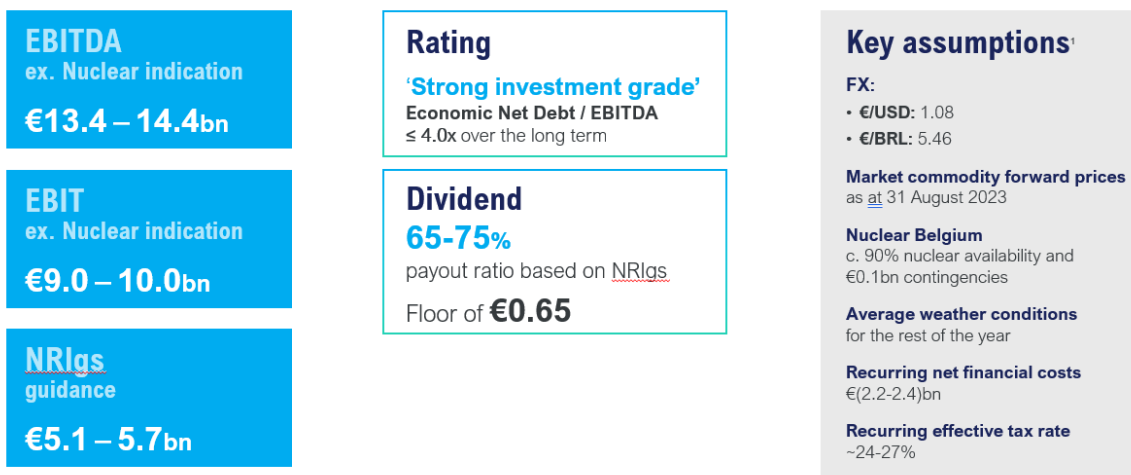 EBITDA
ex. Nuclear indication
€13.4 – 14.4bn
EBIT
ex. Nuclear indication
€9.0 – 10.0bn
NRIgs
guidance
€5.1 – 5.7bn
Rating
‘Strong investment grade’
Economic Net Debt / EBITDA
≤ 4.0x over the long term
Dividend
65-75%
payout ratio based on NRIgs
Floor of €0.65
Key assumptions¹
FX:
• €/USD: 1.08
• €/BRL: 5.46
Market commodity forward prices
as at 31 August 2023
Nuclear Belgium
c. 90% nuclear availability and
€0.1bn contingencies
Average weather conditions
for the rest of the year
Recurring net financial costs
€(2.2-2.4)bn
Recurring effective tax rate
~24-27%